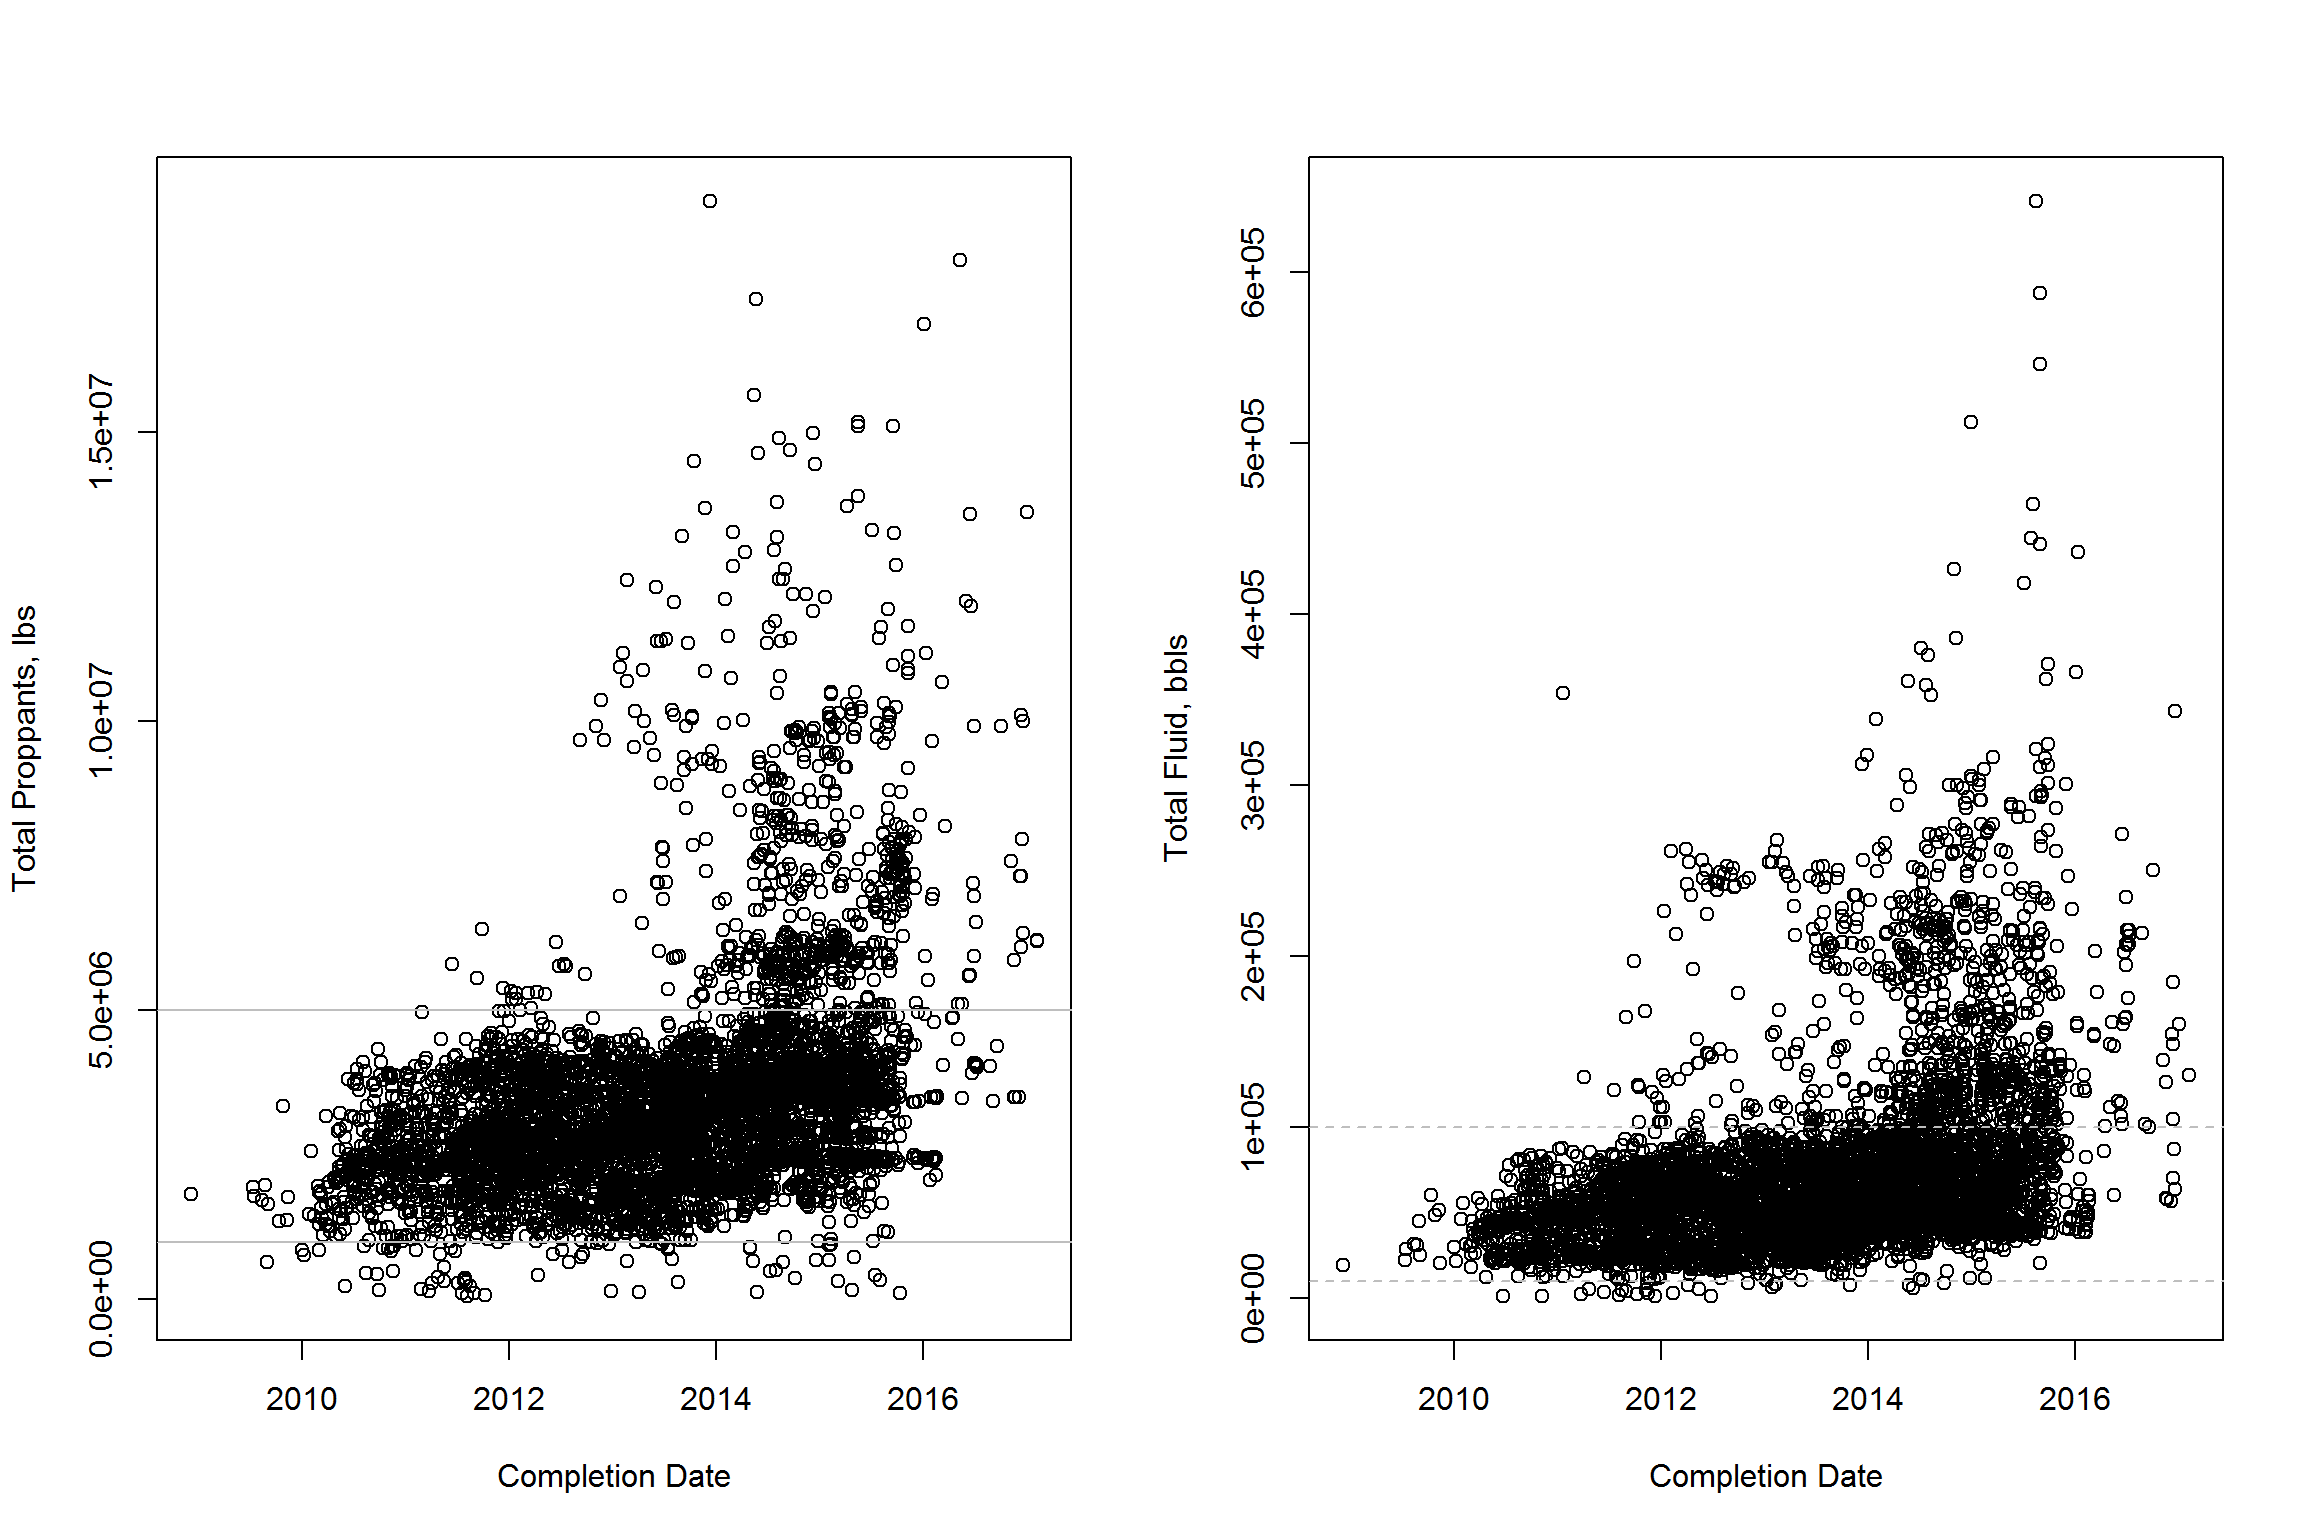 Total Proppants, lbs
1.5e+07
1.0e+07
5.0e+06
0.0e+00
2010 2012 2014 2016
Completion Date
Total Fluid, bbls
6e+05
5e+05
4e+05
3e+05
2e+05
1e+05
0e+00
2010 2012 2014 2016
Completion Date